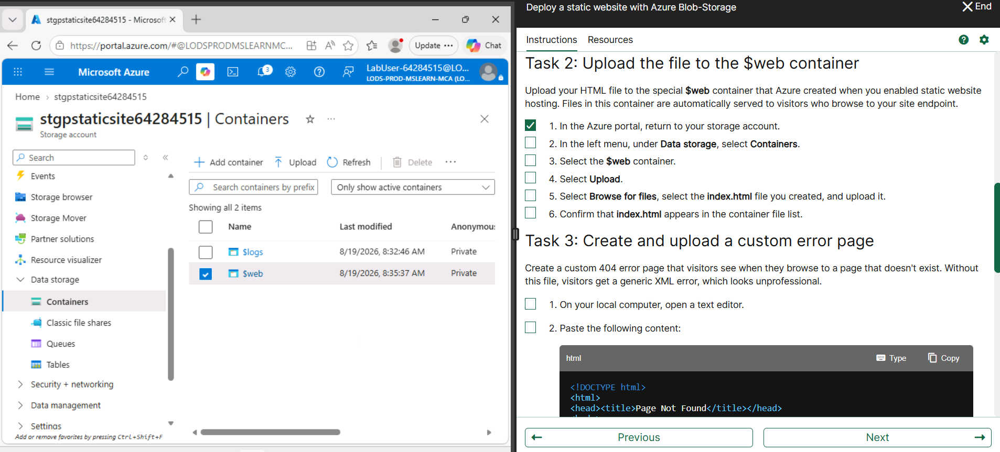 stgpstaticsite64284515 - Microsoft
https://portal.azure.com/#@LODSPRODMSLEARNMC...
Update
Chat
Microsoft Azure
3
LabUser-64284515@LO...
LODS-PROD-MSLEARN-MCA (LO...
Home > stgpstaticsite64284515
stgpstaticsite64284515 | Containers
Storage account
Search
Events
Storage browser
Storage Mover
Partner solutions
Resource visualizer
Data storage
Containers
Classic file shares
Queues
Tables
Security + networking
Data management
Settings
Add or remove favorites by pressing Ctrl+Shift+F
Add container
Upload
Refresh
Delete
Search containers by prefix
Only show active containers
Showing all 2 items
Name Last modified Anonymou
$logs 8/19/2026, 8:32:46 AM Private
$web 8/19/2026, 8:35:37 AM Private
Deploy a static website with Azure Blob-Storage
End
Instructions
Resources
Task 2: Upload the file to the $web container
Upload your HTML file to the special $web container that Azure created when you enabled static website
hosting. Files in this container are automatically served to visitors who browse to your site endpoint.
1. In the Azure portal, return to your storage account.
2. In the left menu, under Data storage, select Containers.
3. Select the $web container.
4. Select Upload.
5. Select Browse for files, select the index.html file you created, and upload it.
6. Confirm that index.html appears in the container file list.
Task 3: Create and upload a custom error page
Create a custom 404 error page that visitors see when they browse to a page that doesn't exist. Without
this file, visitors get a generic XML error, which looks unprofessional.
1. On your local computer, open a text editor.
2. Paste the following content:
html
Type
Copy
<!DOCTYPE html>
<html>
<head><title>Page Not Found</title></head>
Previous
Next